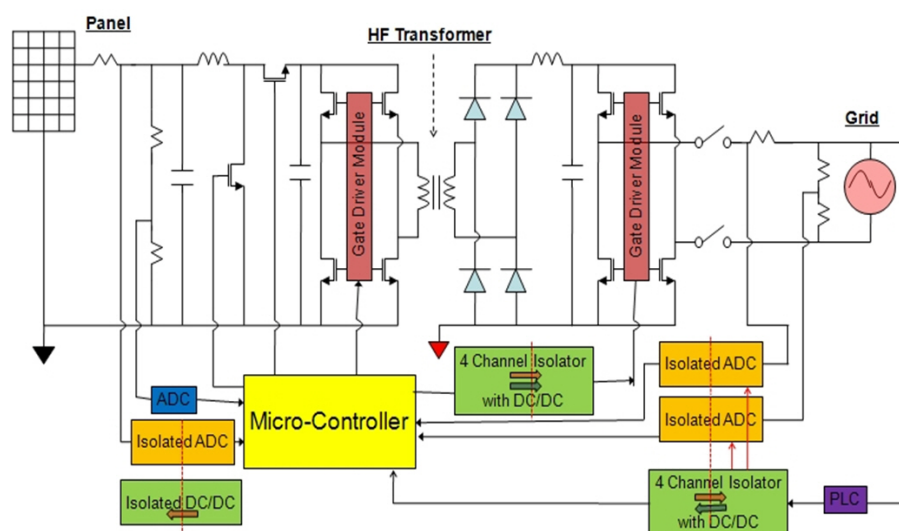 Panel
HF Transformer
Grid
Gate Driver Module
Gate Driver Module
4 Channel Isolator
with DC/DC
Isolated ADC
ADC
Micro-Controller
Isolated ADC
Isolated ADC
4 Channel Isolator
with DC/DC
PLC
Isolated DC/DC